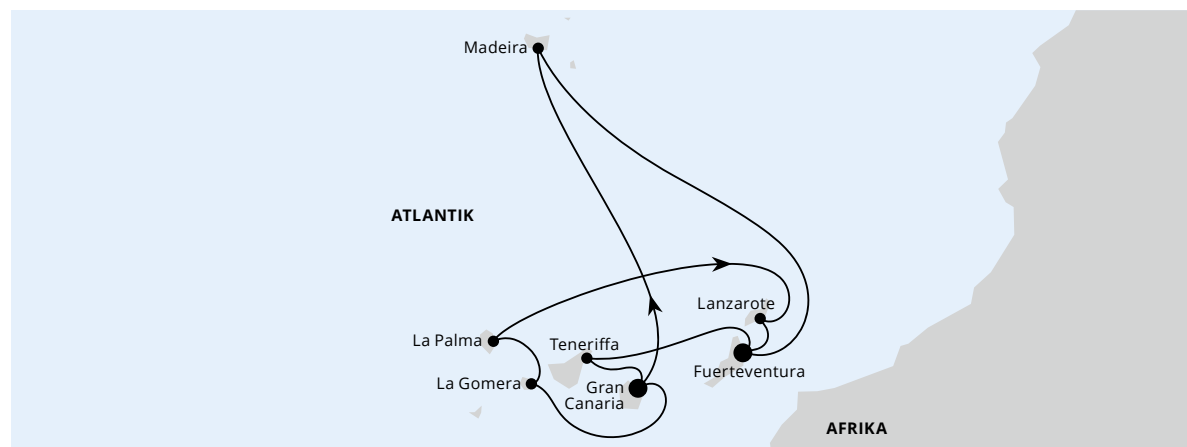 Madeira
ATLANTIK
Lanzarote
La Palma
Teneriffa
Fuerteventura
La Gomera
Gran
Canaria
AFRIKA